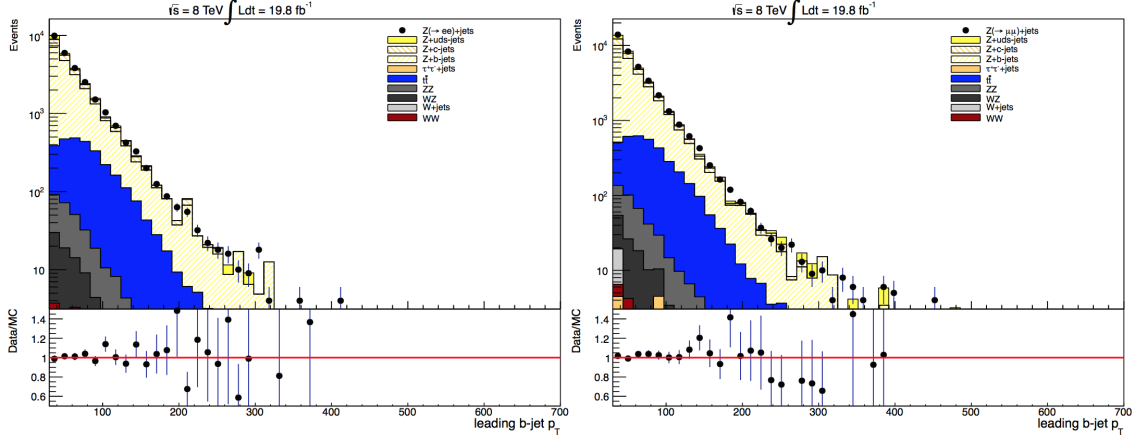 √s = 8 TeV ∫ Ldt = 19.8 fb⁻¹
Events
10⁴
10³
10²
10
Z(→ ee)+jets
Z+uds-jets
Z+c-jets
Z+b-jets
τ⁺τ⁻+jets
tt̄
ZZ
WZ
W+jets
WW
Data/MC
1.4
1.2
1
0.8
0.6
100 200 300 400 500 600 700
leading b-jet p_T
√s = 8 TeV ∫ Ldt = 19.8 fb⁻¹
Events
10⁴
10³
10²
10
Z(→ μμ)+jets
Z+uds-jets
Z+c-jets
Z+b-jets
τ⁺τ⁻+jets
tt̄
ZZ
WZ
W+jets
WW
Data/MC
1.4
1.2
1
0.8
0.6
100 200 300 400 500 600 700
leading b-jet p_T